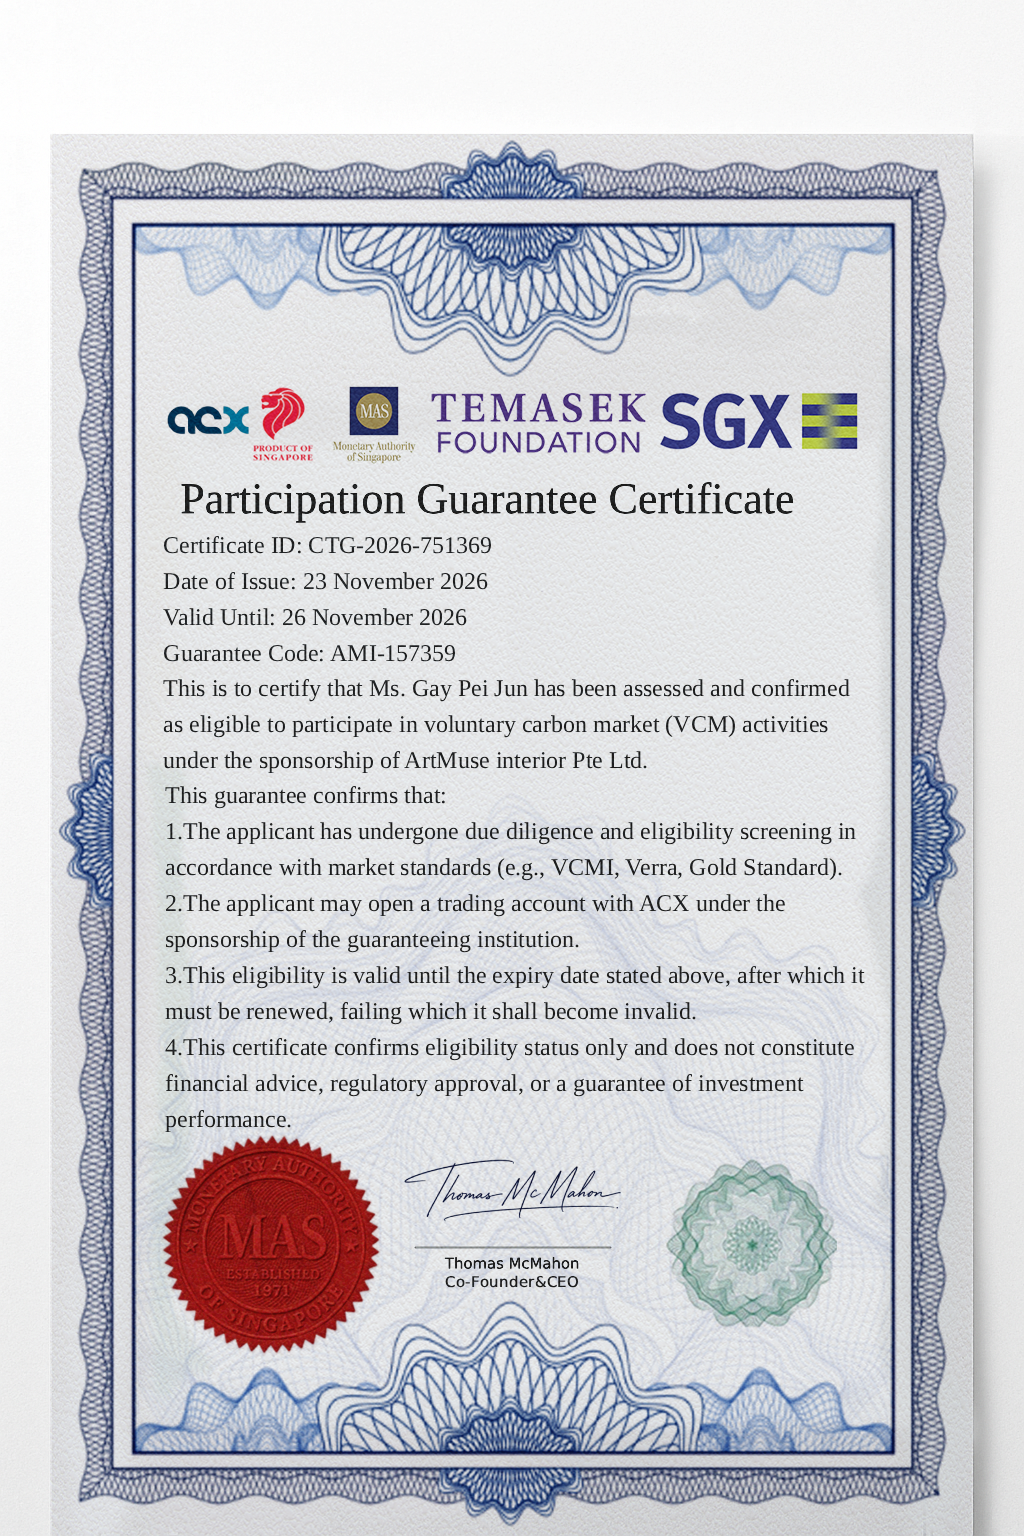 acx
PRODUCT OF
SINGAPORE
MAS
Monetary Authority
of Singapore
TEMASEK
FOUNDATION
SGX
Participation Guarantee Certificate
Certificate ID: CTG-2026-751369
Date of Issue: 23 November 2026
Valid Until: 26 November 2026
Guarantee Code: AMI-157359
This is to certify that Ms. Gay Pei Jun has been assessed and confirmed
as eligible to participate in voluntary carbon market (VCM) activities
under the sponsorship of ArtMuse interior Pte Ltd.
This guarantee confirms that:
1.The applicant has undergone due diligence and eligibility screening in
accordance with market standards (e.g., VCMI, Verra, Gold Standard).
2.The applicant may open a trading account with ACX under the
sponsorship of the guaranteeing institution.
3.This eligibility is valid until the expiry date stated above, after which it
must be renewed, failing which it shall become invalid.
4.This certificate confirms eligibility status only and does not constitute
financial advice, regulatory approval, or a guarantee of investment
performance.
MONETARY AUTHORITY
MAS
ESTABLISHED
1971
OF SINGAPORE
Thomas McMahon
Thomas McMahon
Co-Founder&CEO